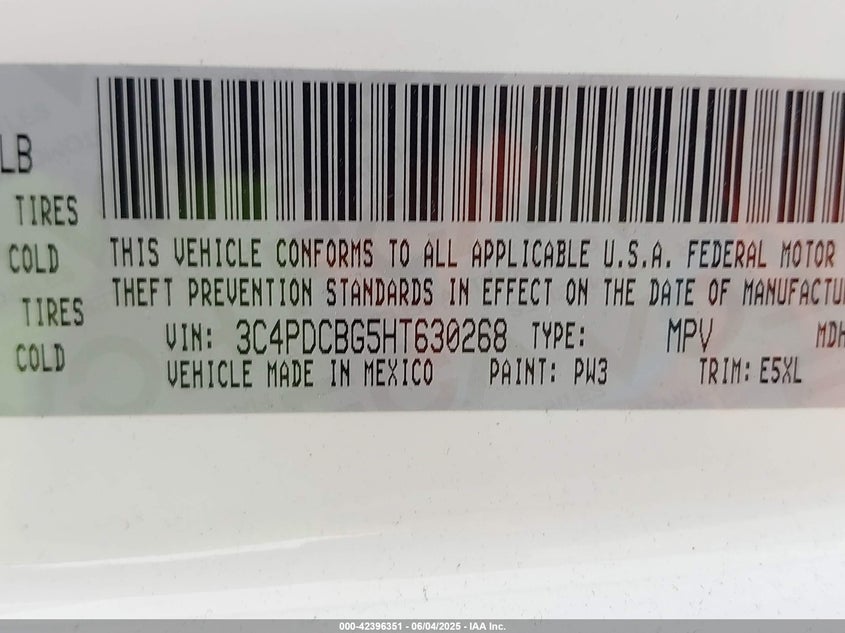 LB
TIRES
COLD
TIRES
COLD
THIS VEHICLE CONFORMS TO ALL APPLICABLE U.S.A. FEDERAL MOTOR
THEFT PREVENTION STANDARDS IN EFFECT ON THE DATE OF MANUFACTU
VIN: 3C4PDCBG5HT630268 TYPE: MPV MDH
VEHICLE MADE IN MEXICO PAINT: PW3 TRIM: E5XL
000-42396351 - 06/04/2025 - IAA Inc.